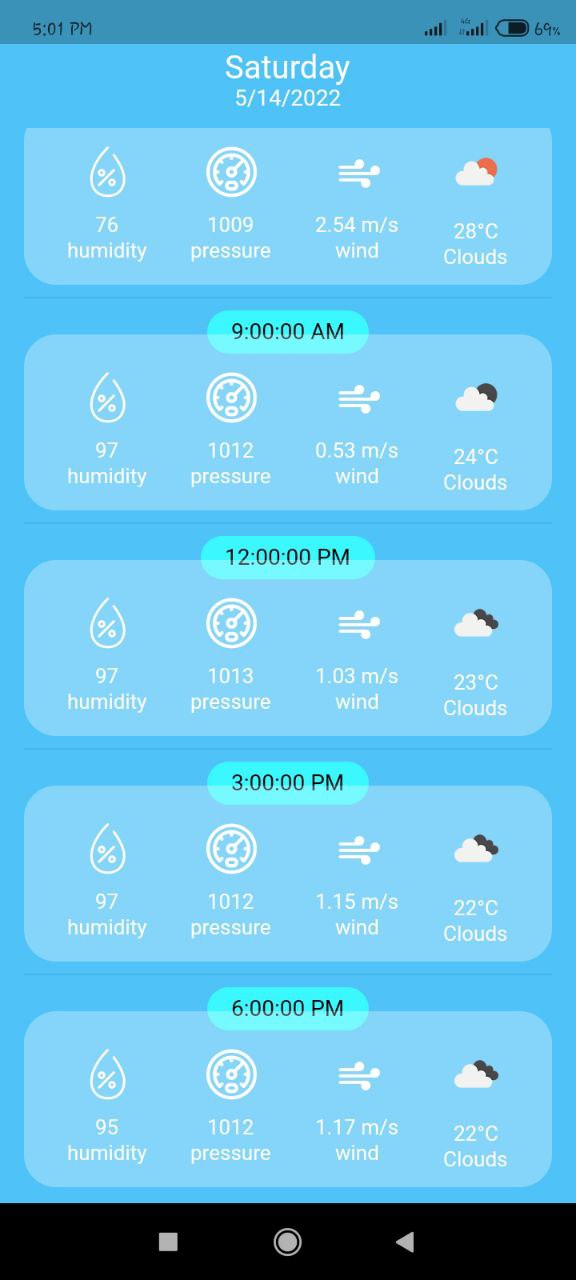 5:01 PM 4G 69%
Saturday
5/14/2022
% % % %
76 1009 2.54 m/s 28°C
humidity pressure wind Clouds
9:00:00 AM
%
97 1012 0.53 m/s 24°C
humidity pressure wind Clouds
12:00:00 PM
%
97 1013 1.03 m/s 23°C
humidity pressure wind Clouds
3:00:00 PM
%
97 1012 1.15 m/s 22°C
humidity pressure wind Clouds
6:00:00 PM
%
95 1012 1.17 m/s 22°C
humidity pressure wind Clouds